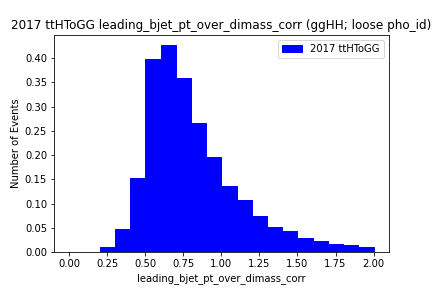 2017 ttHToGG leading_bjet_pt_over_dimass_corr (ggHH; loose pho_id)
2017 ttHToGG
Number of Events
0.40
0.35
0.30
0.25
0.20
0.15
0.10
0.05
0.00
0.00 0.25 0.50 0.75 1.00 1.25 1.50 1.75 2.00
leading_bjet_pt_over_dimass_corr